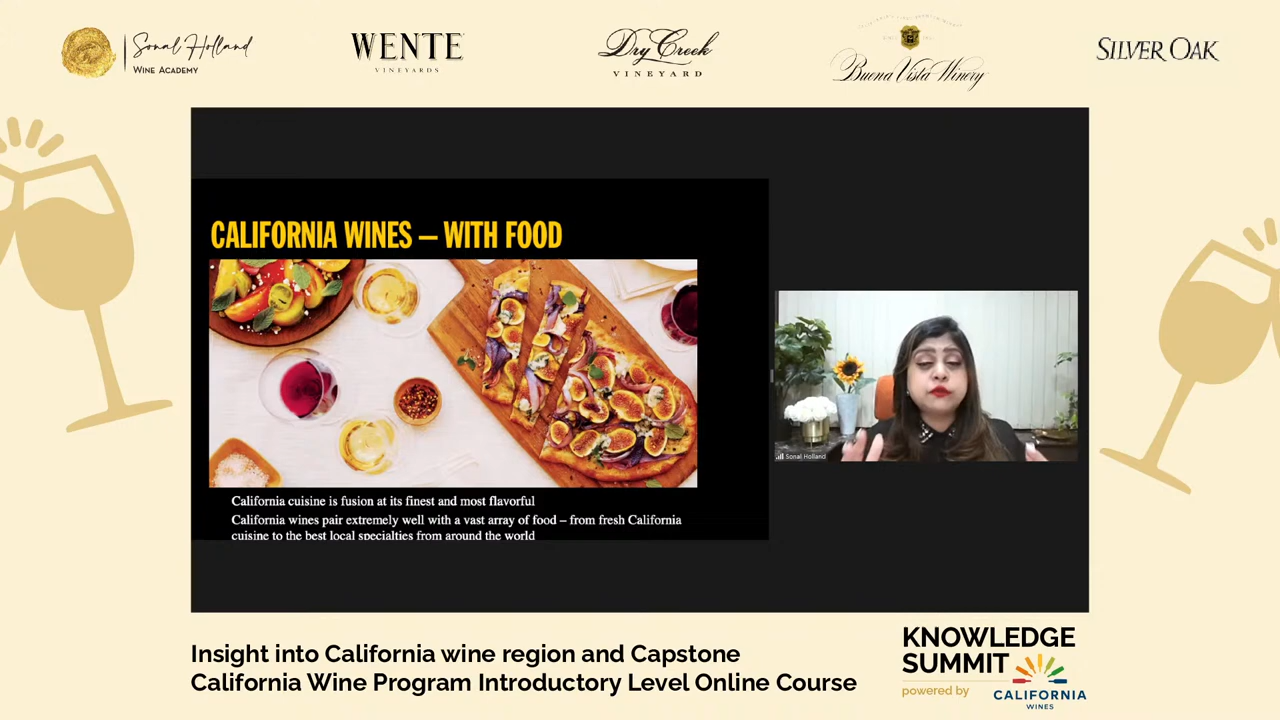 Sonal Holland
WINE ACADEMY
WENTE
VINEYARDS
Dry Creek
VINEYARD
Buena Vista Winery
SILVER OAK
CALIFORNIA WINES – WITH FOOD
California cuisine is fusion at its finest and most flavorful
California wines pair extremely well with a vast array of food – from fresh California
cuisine to the best local specialties from around the world
Sonal Holland
Insight into California wine region and Capstone
California Wine Program Introductory Level Online Course
KNOWLEDGE
SUMMIT
powered by
CALIFORNIA
WINES